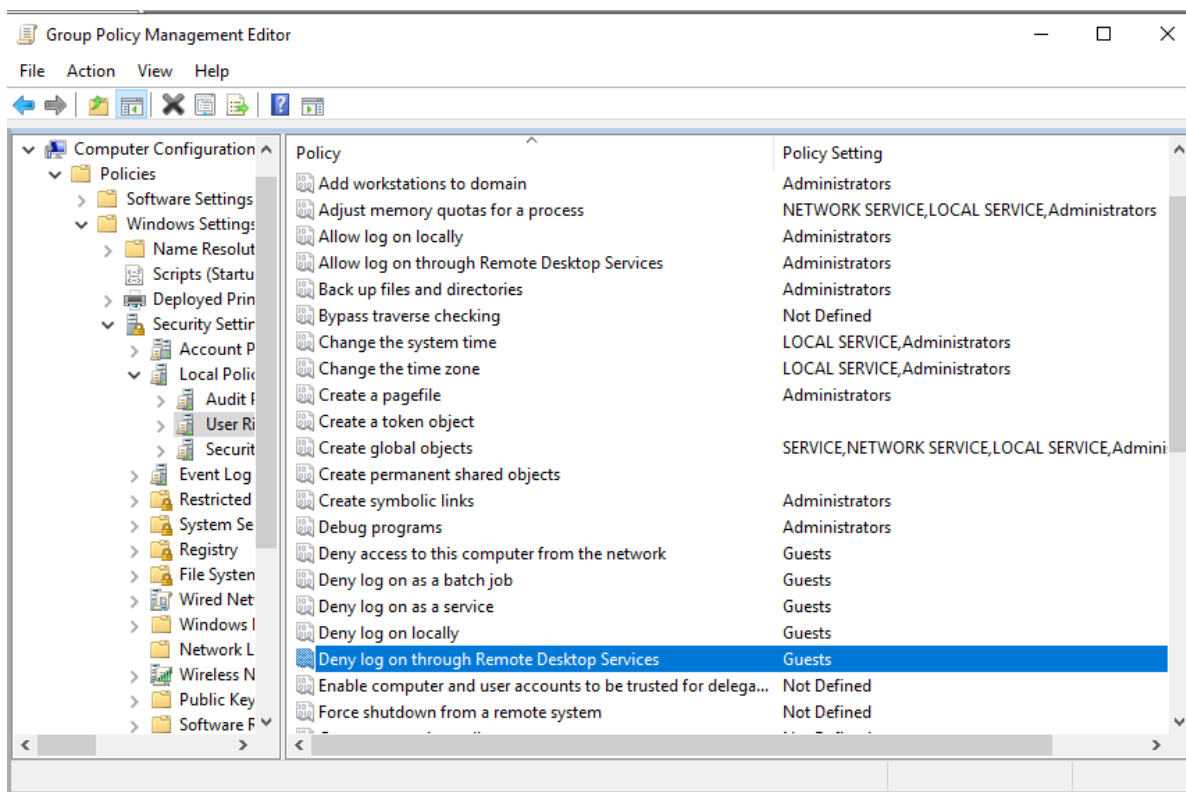 Group Policy Management Editor
File Action View Help
Computer Configuration
Policies
Software Settings
Windows Settings
Name Resolut
Scripts (Startu
Deployed Prin
Security Settin
Account P
Local Polic
Audit P
User Ri
Securit
Event Log
Restricted
System Se
Registry
File System
Wired Net
Windows
Network L
Wireless N
Public Key
Software R
Policy Policy Setting
Add workstations to domain Administrators
Adjust memory quotas for a process NETWORK SERVICE,LOCAL SERVICE,Administrators
Allow log on locally Administrators
Allow log on through Remote Desktop Services Administrators
Back up files and directories Administrators
Bypass traverse checking Not Defined
Change the system time LOCAL SERVICE,Administrators
Change the time zone LOCAL SERVICE,Administrators
Create a pagefile Administrators
Create a token object
Create global objects SERVICE,NETWORK SERVICE,LOCAL SERVICE,Admini
Create permanent shared objects
Create symbolic links Administrators
Debug programs Administrators
Deny access to this computer from the network Guests
Deny log on as a batch job Guests
Deny log on as a service Guests
Deny log on locally Guests
Deny log on through Remote Desktop Services Guests
Enable computer and user accounts to be trusted for delega... Not Defined
Force shutdown from a remote system Not Defined